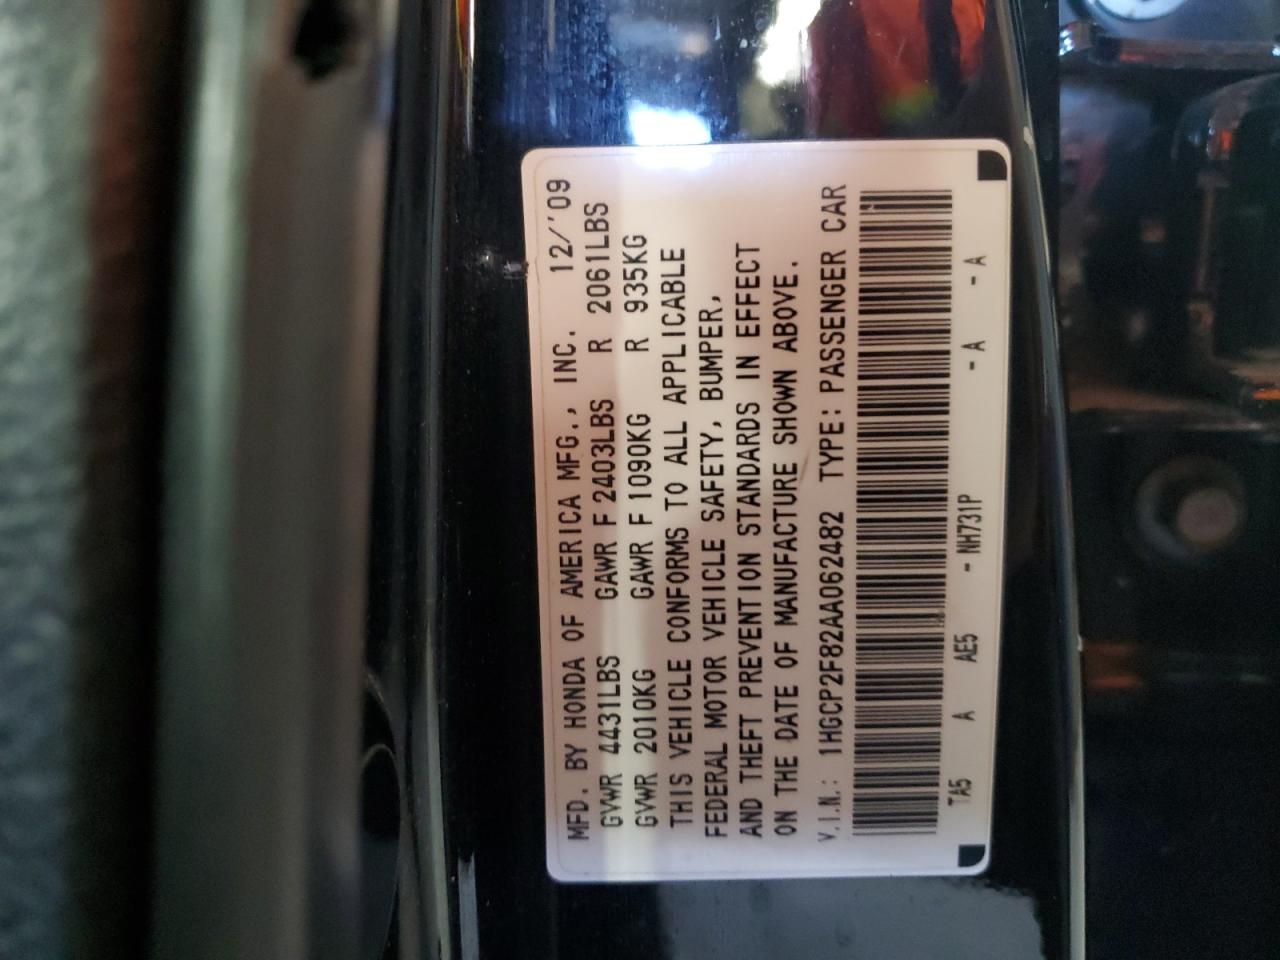 MFD. BY HONDA OF AMERICA MFG., INC. 12/'09
GVWR 4431LBS GAWR F 2403LBS R 2061LBS
GVWR 2010KG GAWR F 1090KG R 935KG
THIS VEHICLE CONFORMS TO ALL APPLICABLE
FEDERAL MOTOR VEHICLE SAFETY, BUMPER,
AND THEFT PREVENTION STANDARDS IN EFFECT
ON THE DATE OF MANUFACTURE SHOWN ABOVE.
V.I.N.: 1HGCP2F82AA062482 TYPE: PASSENGER CAR
TA5 A AE5 - NH731P - A - A